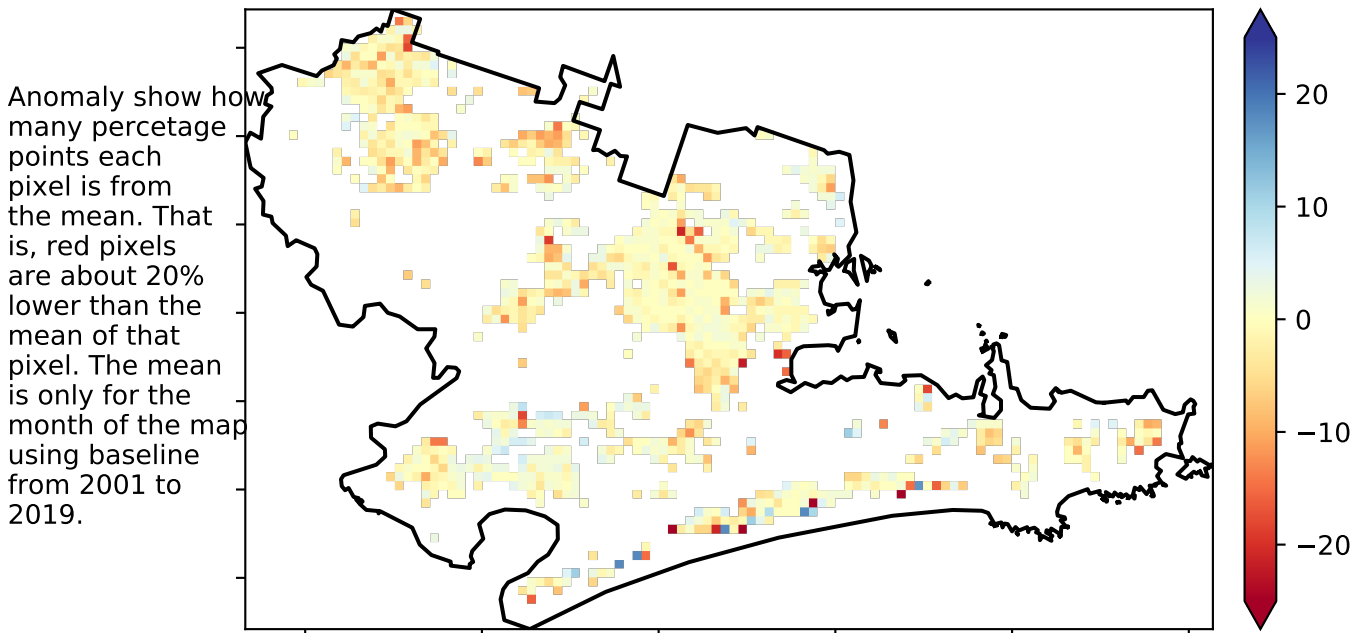 Anomaly show how
many percetage
points each
pixel is from
the mean. That
is, red pixels
are about 20%
lower than the
mean of that
pixel. The mean
is only for the
month of the map
using baseline
from 2001 to
2019.
20
10
0
−10
−20